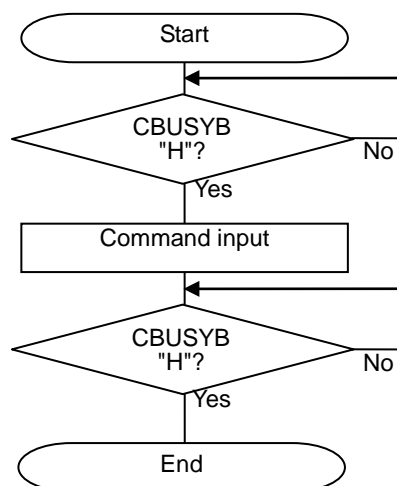 Start
CBUSYB
"H"?
No
Yes
Command input
CBUSYB
"H"?
No
Yes
End